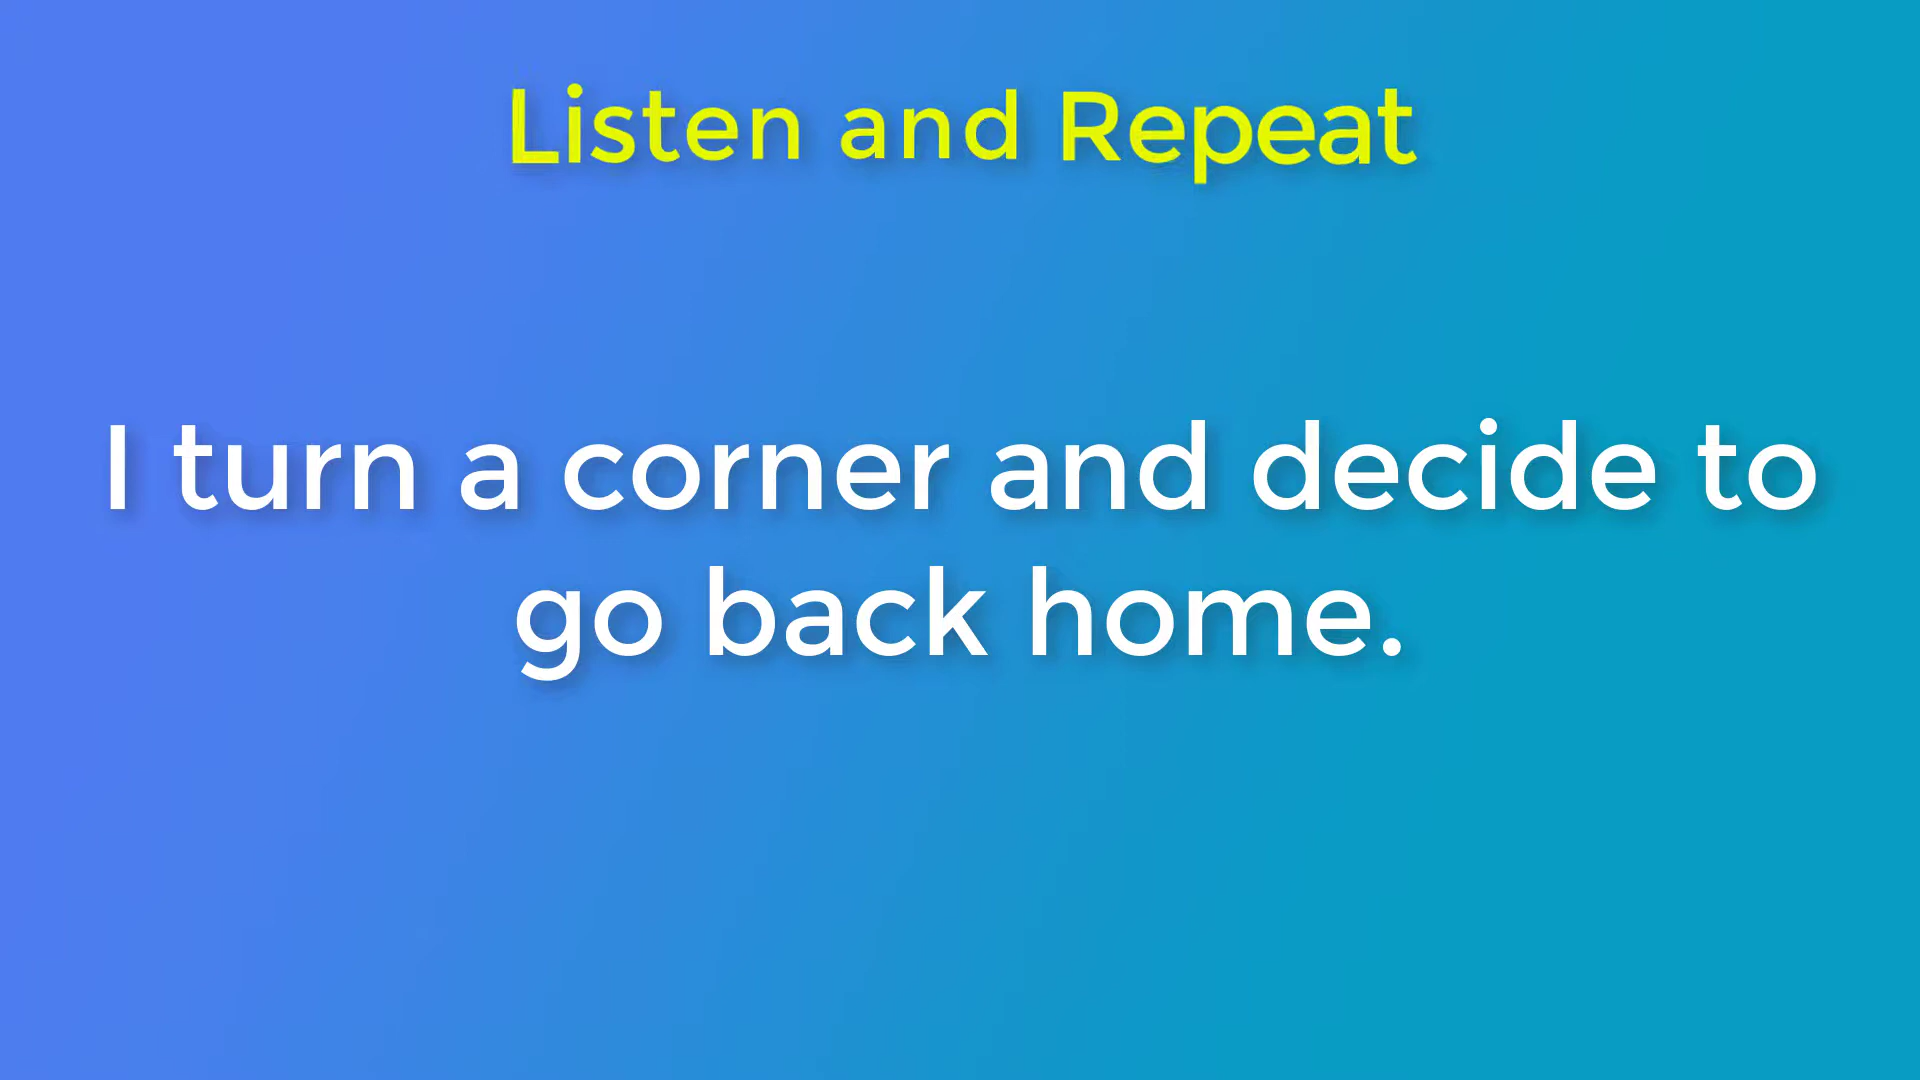 Listen and Repeat
I turn a corner and decide to
go back home.